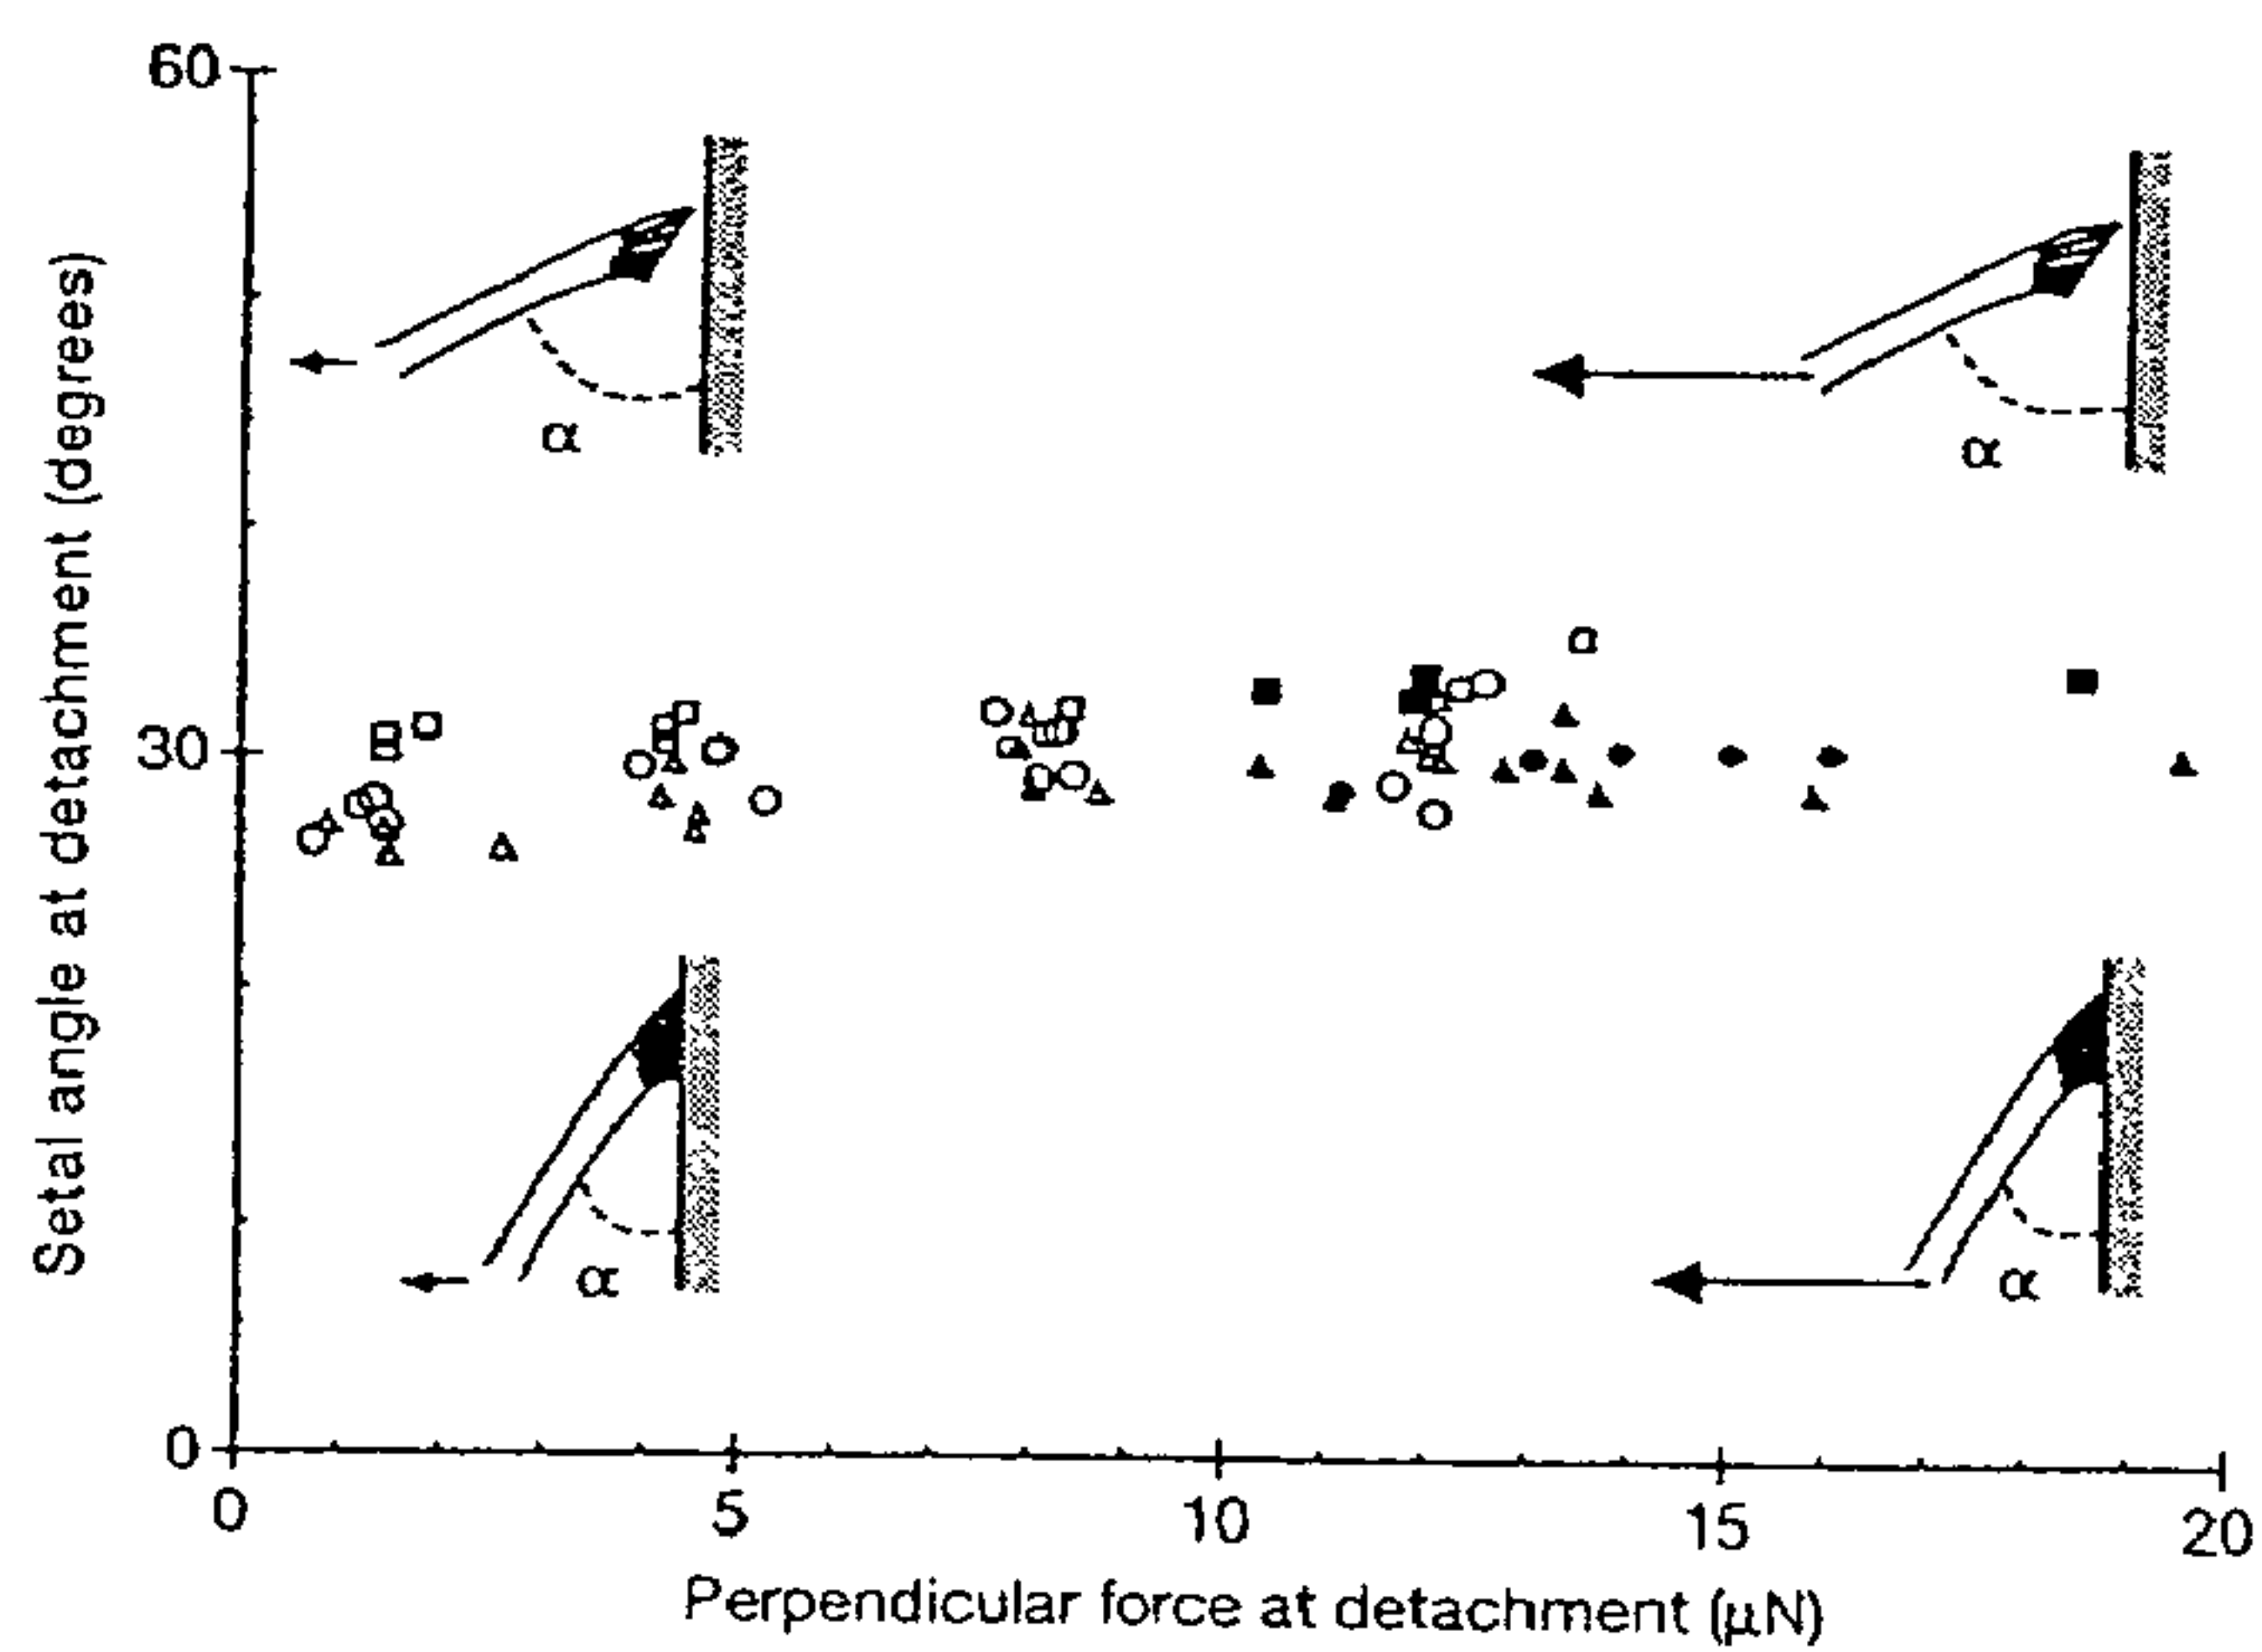 60
Setal angle at detachment (degrees)
α
α
a
30
α
α
0
0
5
10
15
20
Perpendicular force at detachment (μN)